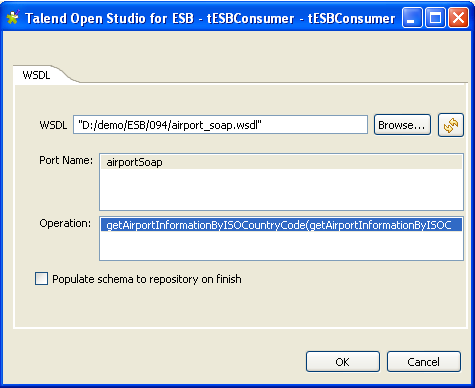 Talend Open Studio for ESB - tESBConsumer - tESBConsumer
WSDL
WSDL "D:/demo/ESB/094/airport_soap.wsdl" Browse...
Port Name: airportSoap
Operation: getAirportInformationByISOCountryCode(getAirportInformationByISOC
Populate schema to repository on finish
OK Cancel